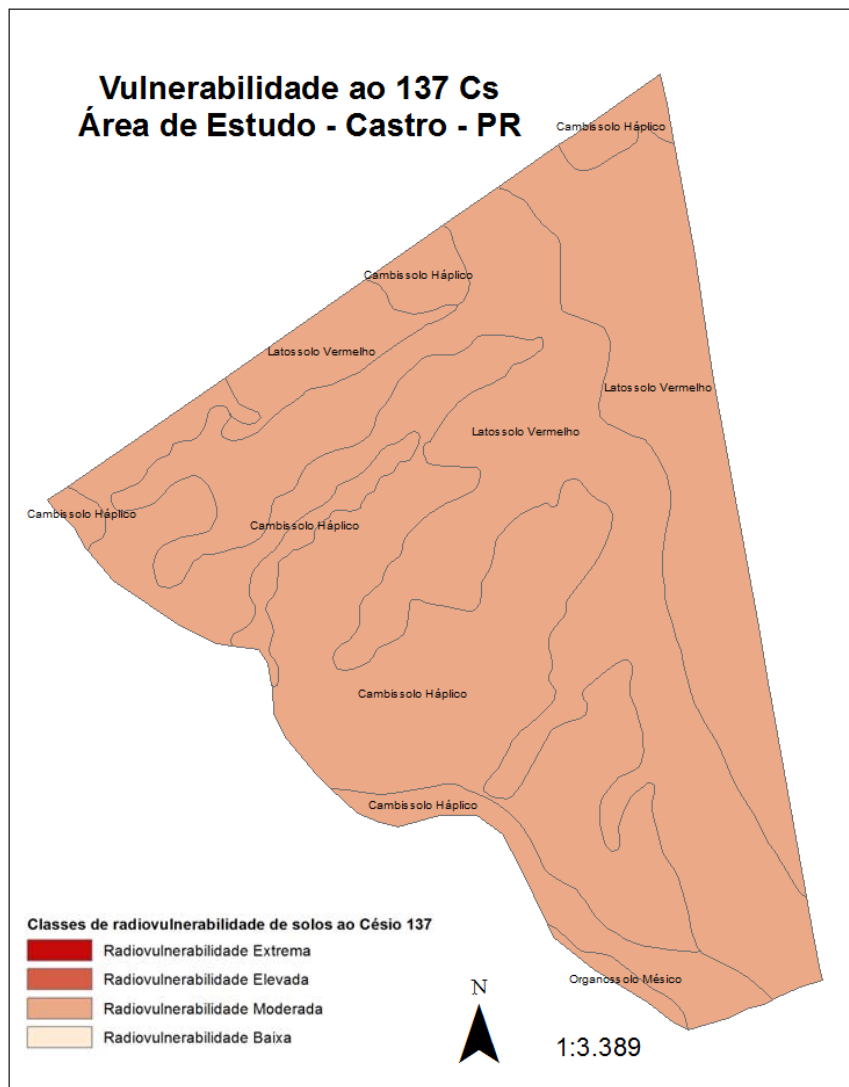 Vulnerabilidade ao 137 Cs
Área de Estudo - Castro - PR
Cambissolo Háplico
Cambissolo Háplico
Latossolo Vermelho
Latossolo Vermelho
Latossolo Vermelho
Cambissolo Háplico
Cambissolo Háplico
Cambissolo Háplico
Cambissolo Háplico
Organossolo Mésico
Classes de radiovulnerabilidade de solos ao Césio 137
Radiovulnerabilidade Extrema
Radiovulnerabilidade Elevada
Radiovulnerabilidade Moderada
Radiovulnerabilidade Baixa
N
1:3.389